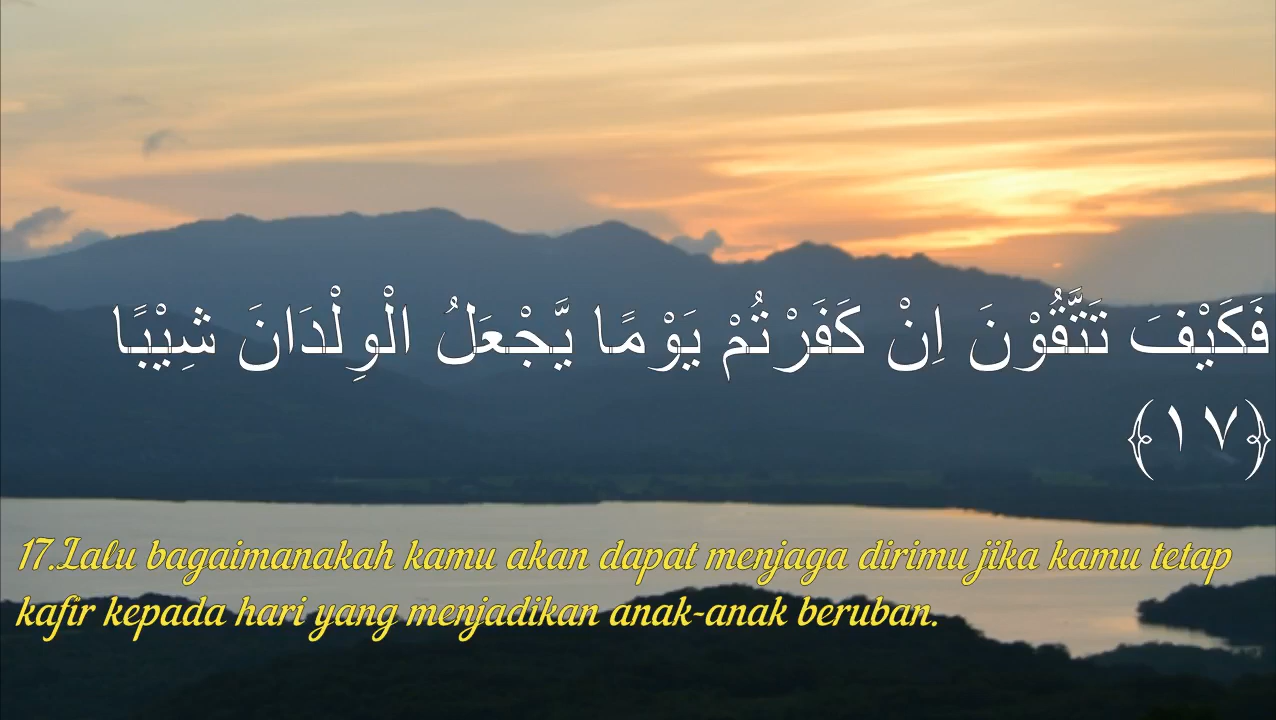 فَكَيْفَ تَتَّقُوْنَ اِنْ كَفَرْتُمْ يَوْمًا يَّجْعَلُ الْوِلْدَانَ شِيْبًا
﴿١٧﴾
17.Lalu bagaimanakah kamu akan dapat menjaga dirimu jika kamu tetap
kafir kepada hari yang menjadikan anak-anak beruban.